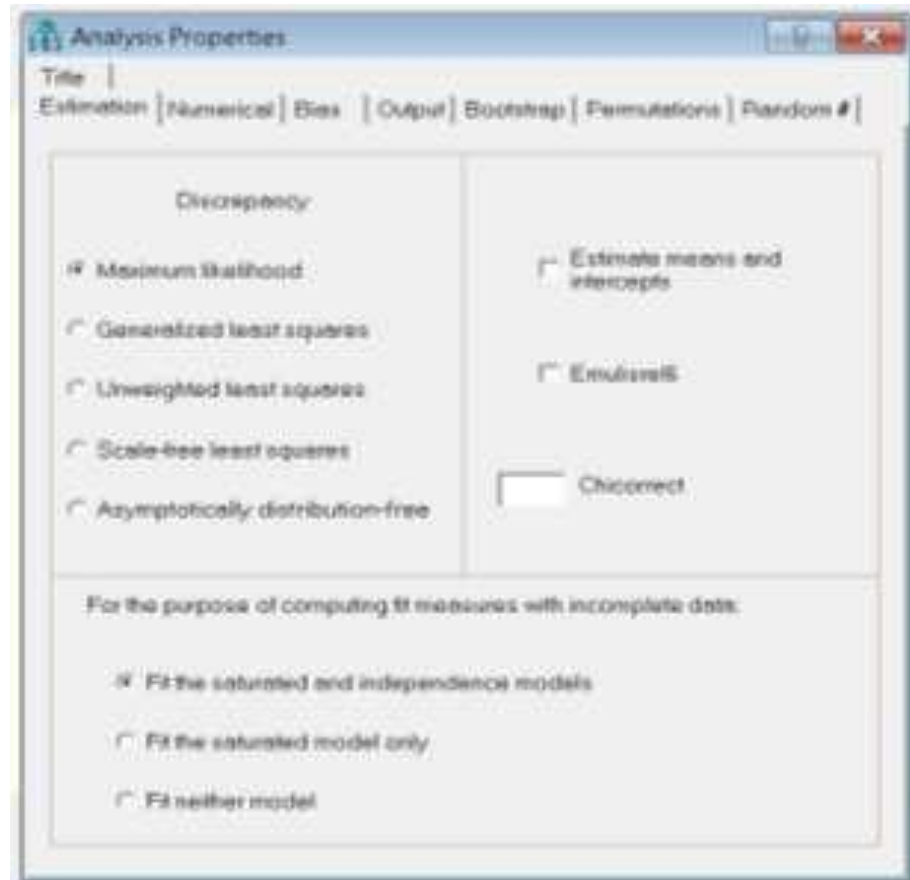 Analysis Properties
Title
Estimation Numerical Bias Output Bootstrap Permutations Random #
Discrepancy
Maximum likelihood
Generalized least squares
Unweighted least squares
Scale-free least squares
Asymptotically distribution-free
Estimate means and
intercepts
Emulisrel6
Chicorrect
For the purpose of computing fit measures with incomplete data:
Fit the saturated and independence models
Fit the saturated model only
Fit neither model